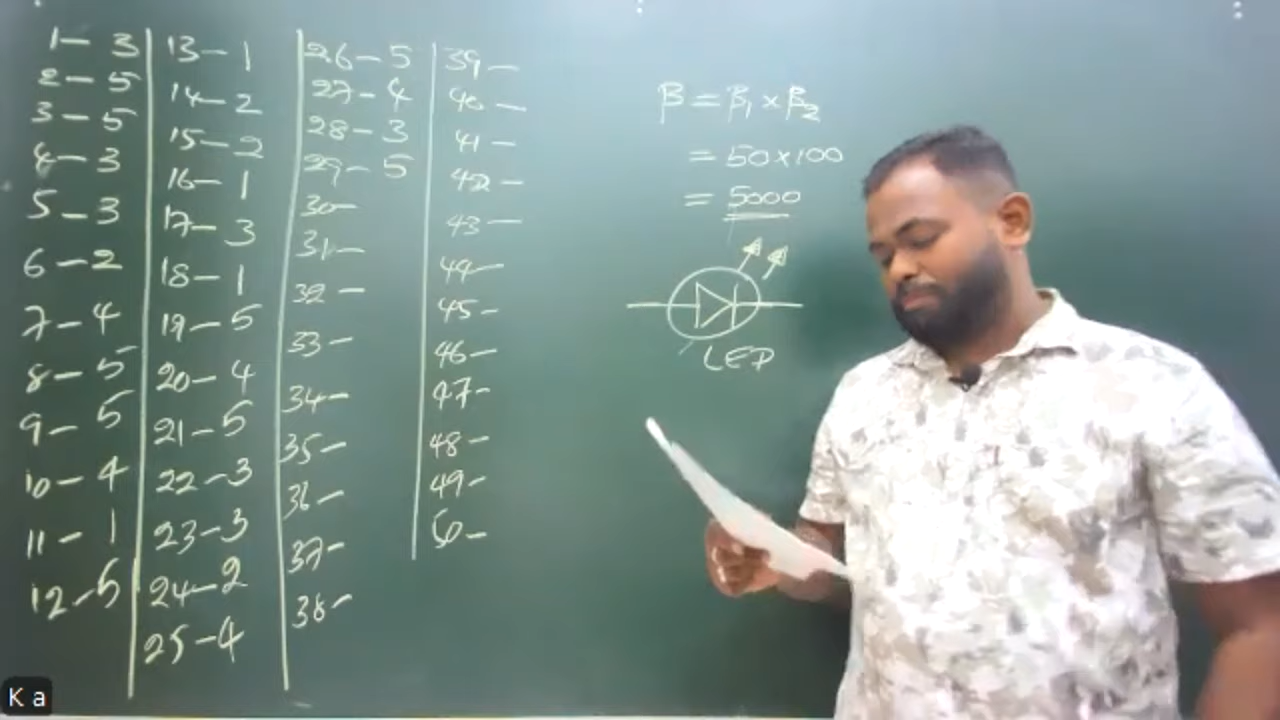 1 – 3
2 – 5
3 – 5
4 – 3
5 – 3
6 – 2
7 – 4
8 – 5
9 – 5
10 – 4
11 – 1
12 – 5
13 – 1
14 – 2
15 – 2
16 – 1
17 – 3
18 – 1
19 – 5
20 – 4
21 – 5
22 – 3
23 – 3
24 – 2
25 – 4
26 – 5
27 – 4
28 – 3
29 – 5
30 –
31 –
32 –
33 –
34 –
35 –
36 –
37 –
38 –
39 –
40 –
41 –
42 –
43 –
44 –
45 –
46 –
47 –
48 –
49 –
50 –
β = β₁ × β₂
= 50 × 100
= 5000
LED
K a